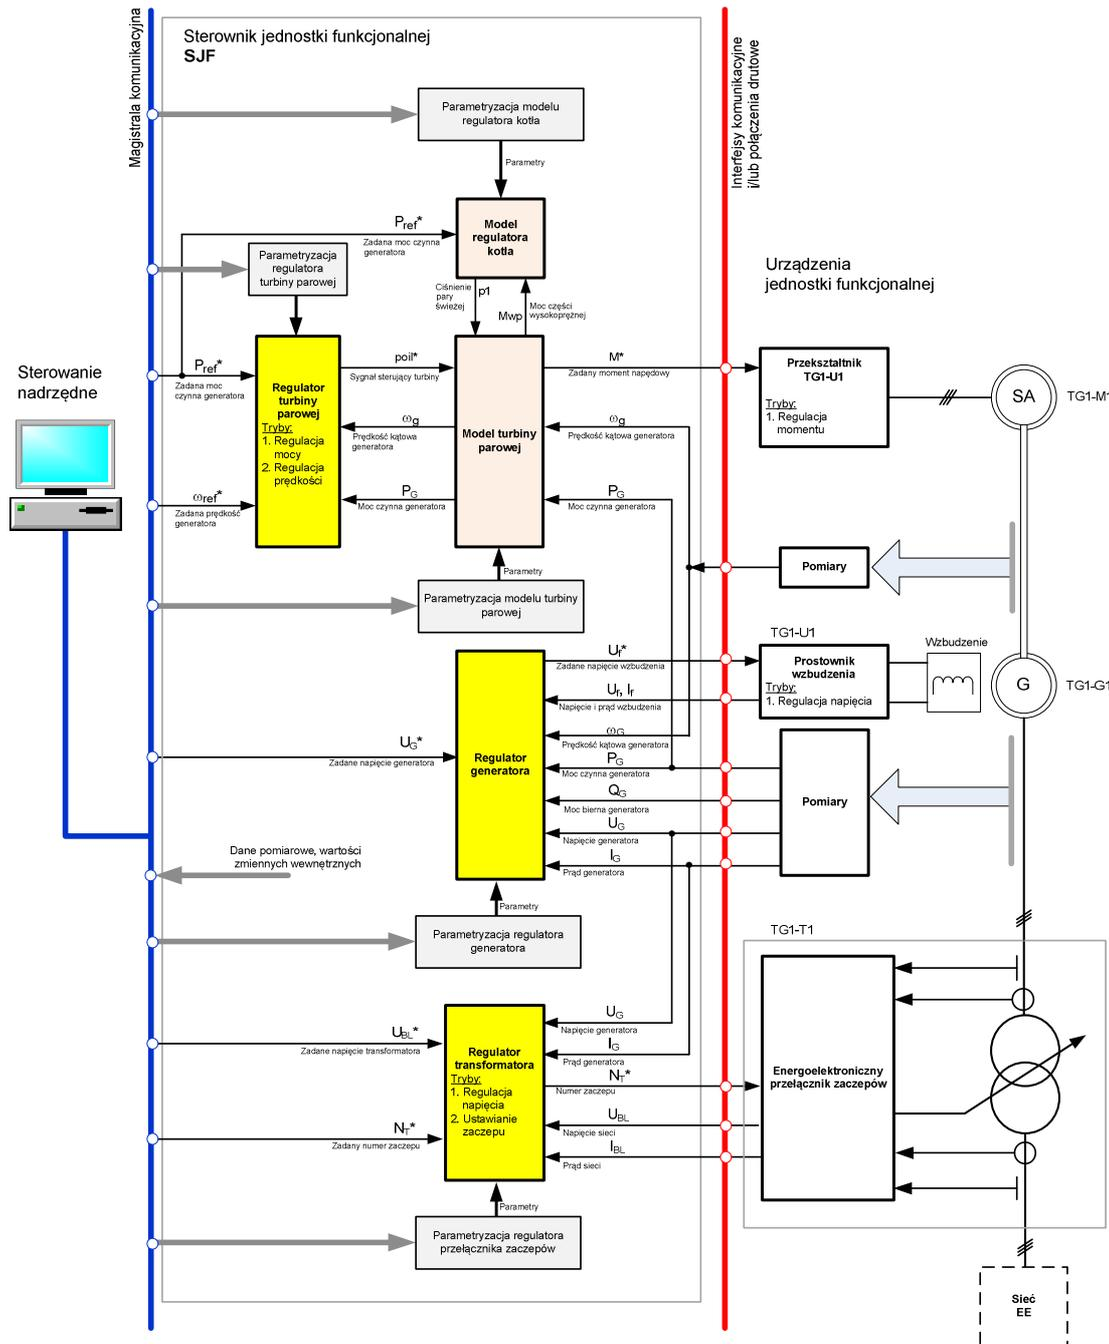 Magistrala komunikacyjna
Sterownik jednostki funkcjonalnej
SJF
Interfejsy komunikacyjne
i/lub połączenia drutowe
Parametryzacja modelu
regulatora kotła
Parametry
Pref*
Zadana moc czynna
generatora
Model
regulatora
kotła
Parametryzacja
regulatora
turbiny parowej
Urządzenia
jednostki funkcjonalnej
Ciśnienie
pary
świeżej
p1
Mwp
Moc części
wysokoprężnej
Sterowanie
nadrzędne
Pref*
Zadana moc
czynna generatora
Regulator
turbiny
parowej
Tryby:
1. Regulacja
mocy
2. Regulacja
prędkości
poil*
Sygnał sterujący turbiny
ωg
Prędkość kątowa
generatora
PG
Moc czynna generatora
Model turbiny
parowej
M*
Zadany moment napędowy
ωg
Prędkość kątowa generatora
PG
Moc czynna generatora
Przekształtnik
TG1-U1
Tryby:
1. Regulacja
momentu
SA
TG1-M1
ωref*
Zadana prędkość
generatora
Parametry
Parametryzacja modelu turbiny
parowej
Pomiary
TG1-U1
Prostownik
wzbudzenia
Tryby:
1. Regulacja napięcia
Wzbudzenie
G
TG1-G1
Uf*
Zadane napięcie wzbudzenia
Uf, If
Napięcie i prąd wzbudzenia
ωG
Prędkość kątowa generatora
PG
Moc czynna generatora
QG
Moc bierna generatora
UG
Napięcie generatora
IG
Prąd generatora
UG*
Zadane napięcie generatora
Regulator
generatora
Pomiary
Dane pomiarowe, wartości
zmiennych wewnętrznych
Parametry
Parametryzacja regulatora
generatora
TG1-T1
UBL*
Zadane napięcie transformatora
NT*
Zadany numer zaczepu
Regulator
transformatora
Tryby:
1. Regulacja
napięcia
2. Ustawianie
zaczepu
UG
Napięcie generatora
IG
Prąd generatora
NT*
Numer zaczepu
UBL
Napięcie sieci
IBL
Prąd sieci
Energoelektroniczny
przełącznik zaczepów
Parametry
Parametryzacja regulatora
przełącznika zaczepów
Sieć
EE